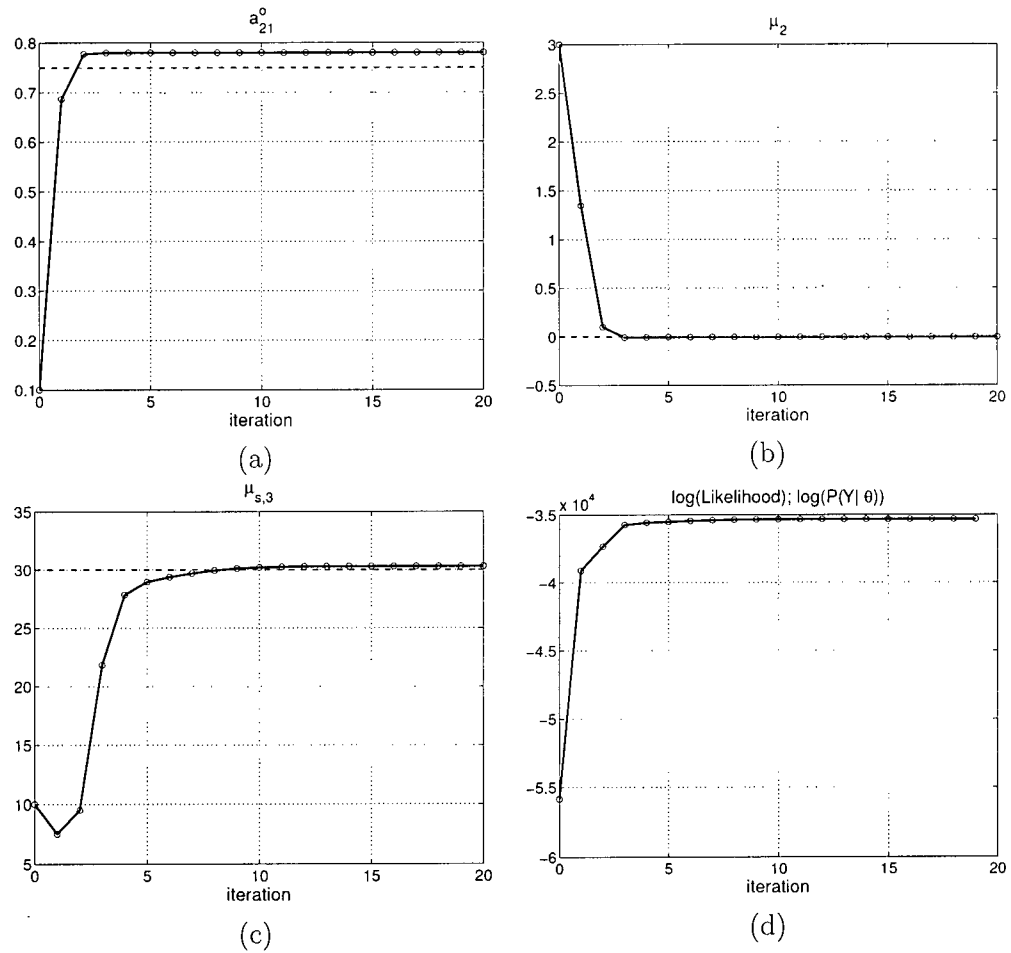 a°21
0.8
0.7
0.6
0.5
0.4
0.3
0.2
0.1
0 5 10 15 20
iteration
(a)
μ2
3
2.5
2
1.5
1
0.5
0
−0.5
0 5 10 15 20
iteration
(b)
μs,3
35
30
25
20
15
10
5
0 5 10 15 20
iteration
(c)
log(Likelihood); log(P(Y| θ))
x 10^4
−3.5
−4
−4.5
−5
−5.5
−6
0 5 10 15 20
iteration
(d)